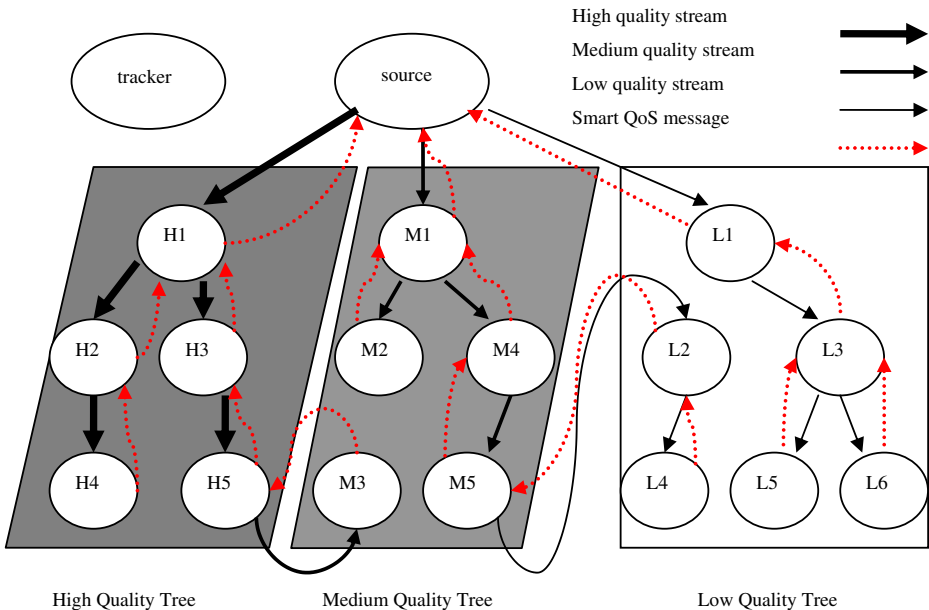 High quality stream
Medium quality stream
Low quality stream
Smart QoS message
tracker
source
H1
M1
L1
H2
H3
M2
M4
L2
L3
H4
H5
M3
M5
L4
L5
L6
High Quality Tree
Medium Quality Tree
Low Quality Tree